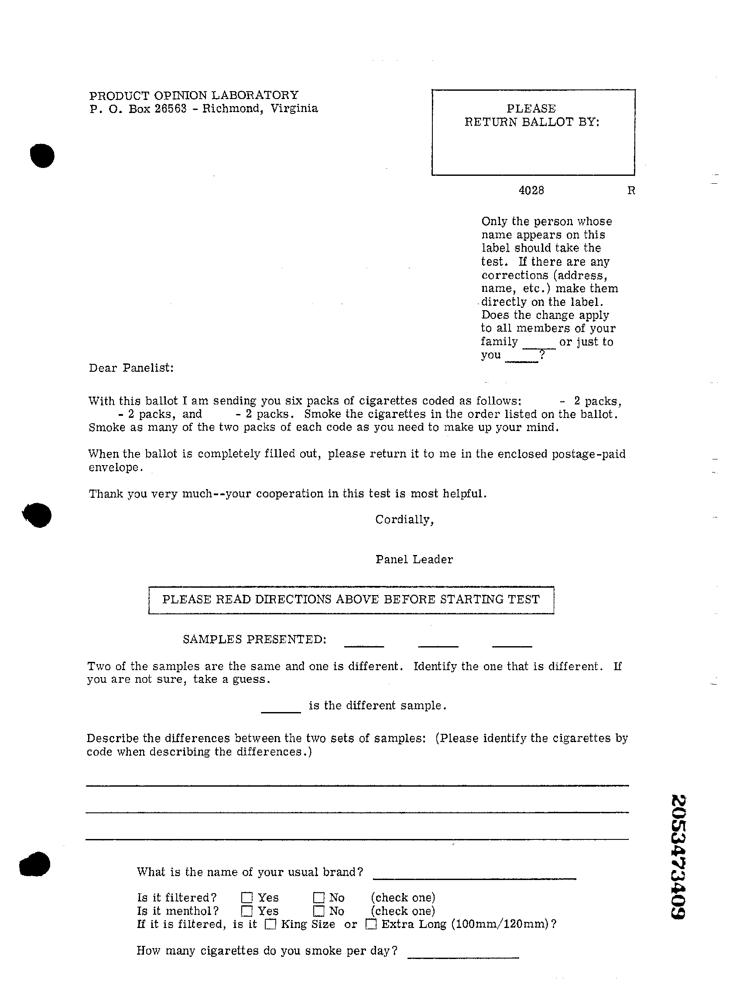 PRODUCT OPINION LABORATORY
P. O. Box 26563 - Richmond, Virginia
PLEASE
RETURN BALLOT BY:
4028 R
Only the person whose
name appears on this
label should take the
test. If there are any
corrections (address,
name, etc.) make them
directly on the label.
Does the change apply
to all members of your
family _____ or just to
you _____?
Dear Panelist:
With this ballot I am sending you six packs of cigarettes coded as follows: - 2 packs,
- 2 packs, and - 2 packs. Smoke the cigarettes in the order listed on the ballot.
Smoke as many of the two packs of each code as you need to make up your mind.
When the ballot is completely filled out, please return it to me in the enclosed postage-paid
envelope.
Thank you very much--your cooperation in this test is most helpful.
Cordially,
Panel Leader
PLEASE READ DIRECTIONS ABOVE BEFORE STARTING TEST
SAMPLES PRESENTED: _____ _____ _____
Two of the samples are the same and one is different. Identify the one that is different. If
you are not sure, take a guess.
_____ is the different sample.
Describe the differences between the two sets of samples: (Please identify the cigarettes by
code when describing the differences.)
What is the name of your usual brand? _____
Is it filtered? ☐ Yes ☐ No (check one)
Is it menthol? ☐ Yes ☐ No (check one)
If it is filtered, is it ☐ King Size or ☐ Extra Long (100mm/120mm)?
How many cigarettes do you smoke per day? _____
2053473409